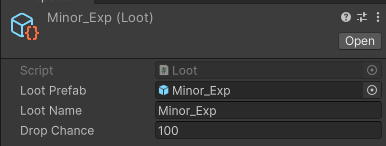 Minor_Exp (Loot)
Open
Script Loot
Loot Prefab Minor_Exp
Loot Name Minor_Exp
Drop Chance 100